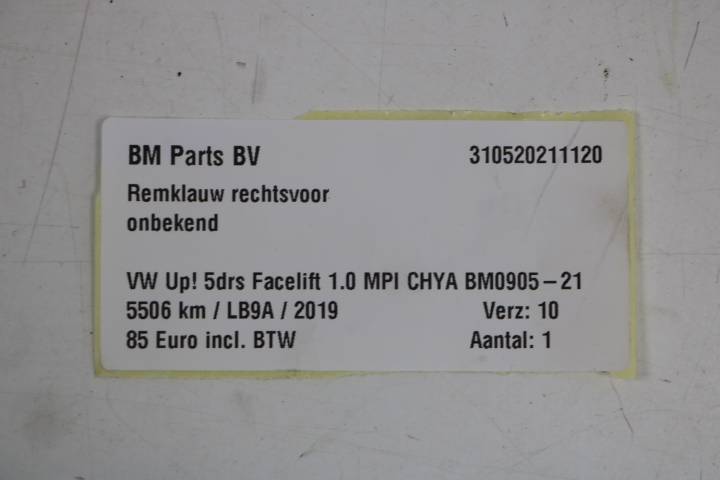 BM Parts BV 310520211120
Remklauw rechtsvoor
onbekend
VW Up! 5drs Facelift 1.0 MPI CHYA BM0905-21
5506 km / LB9A / 2019 Verz: 10
85 Euro incl. BTW Aantal: 1